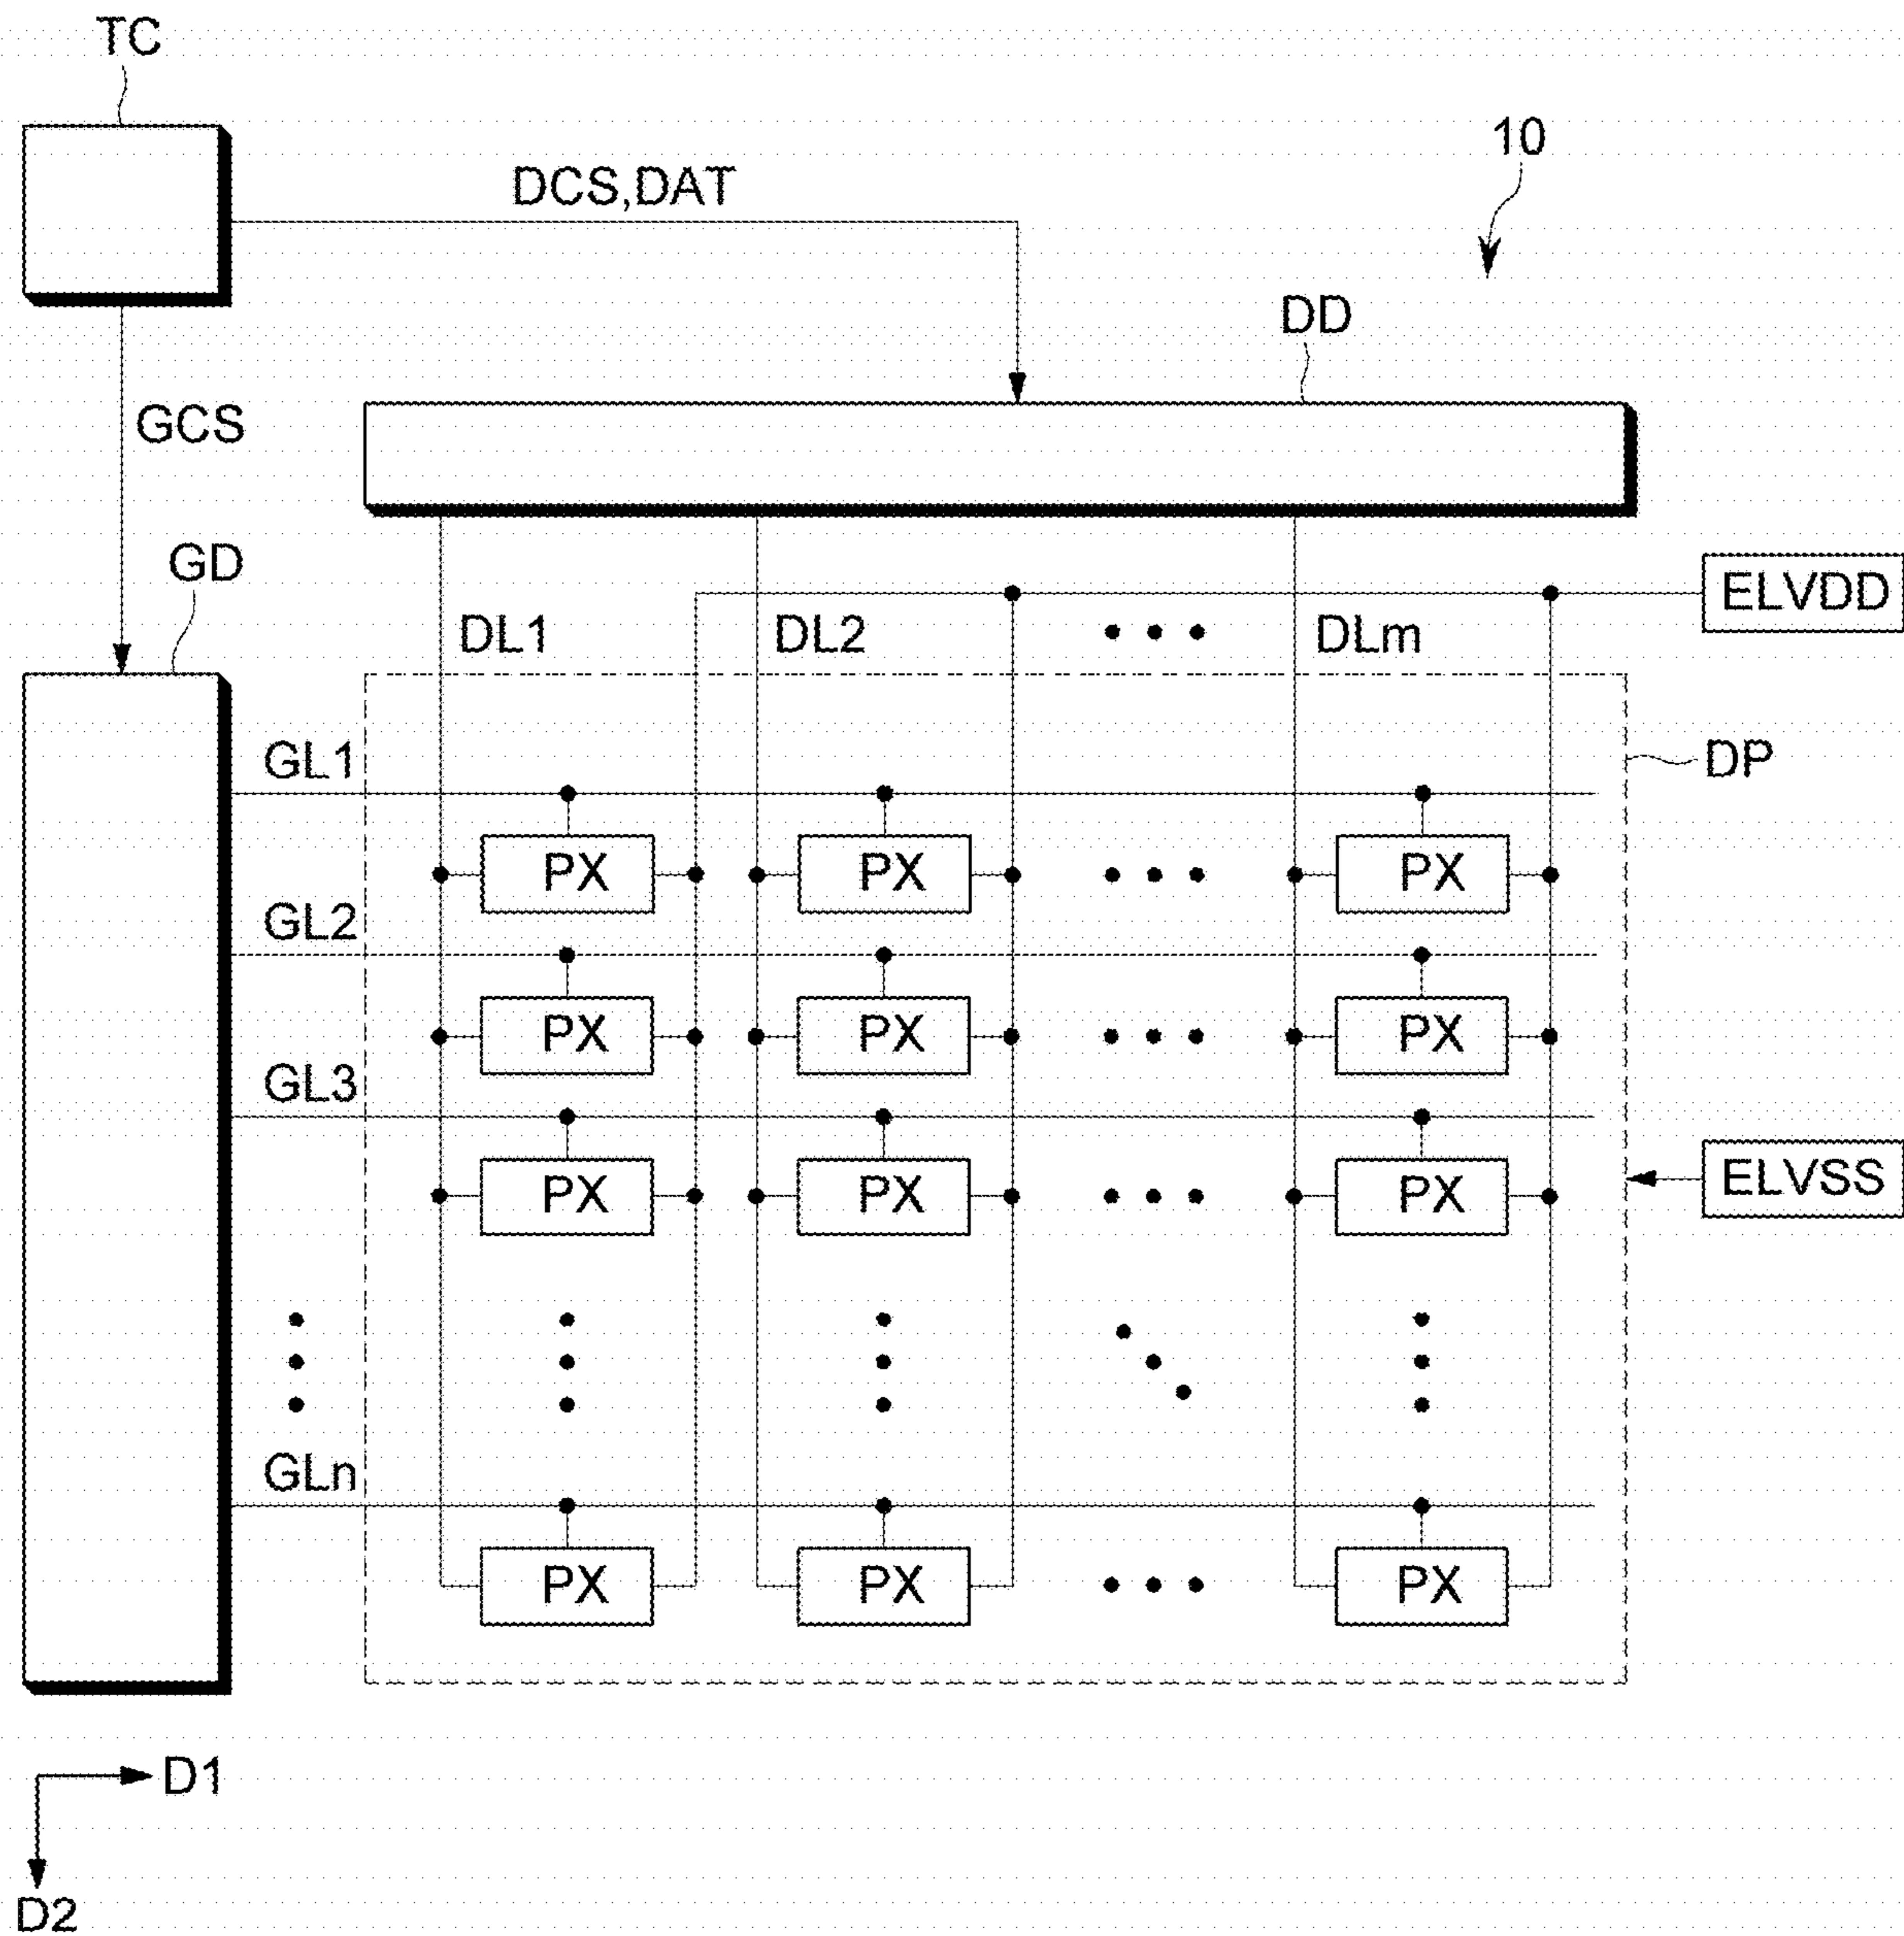 TC
10
DCS,DAT
DD
GCS
GD
ELVDD
DL1
DL2
DLm
DP
GL1
PX PX PX
GL2
PX PX PX
GL3
PX PX PX
ELVSS
GLn
PX PX PX
D1
D2